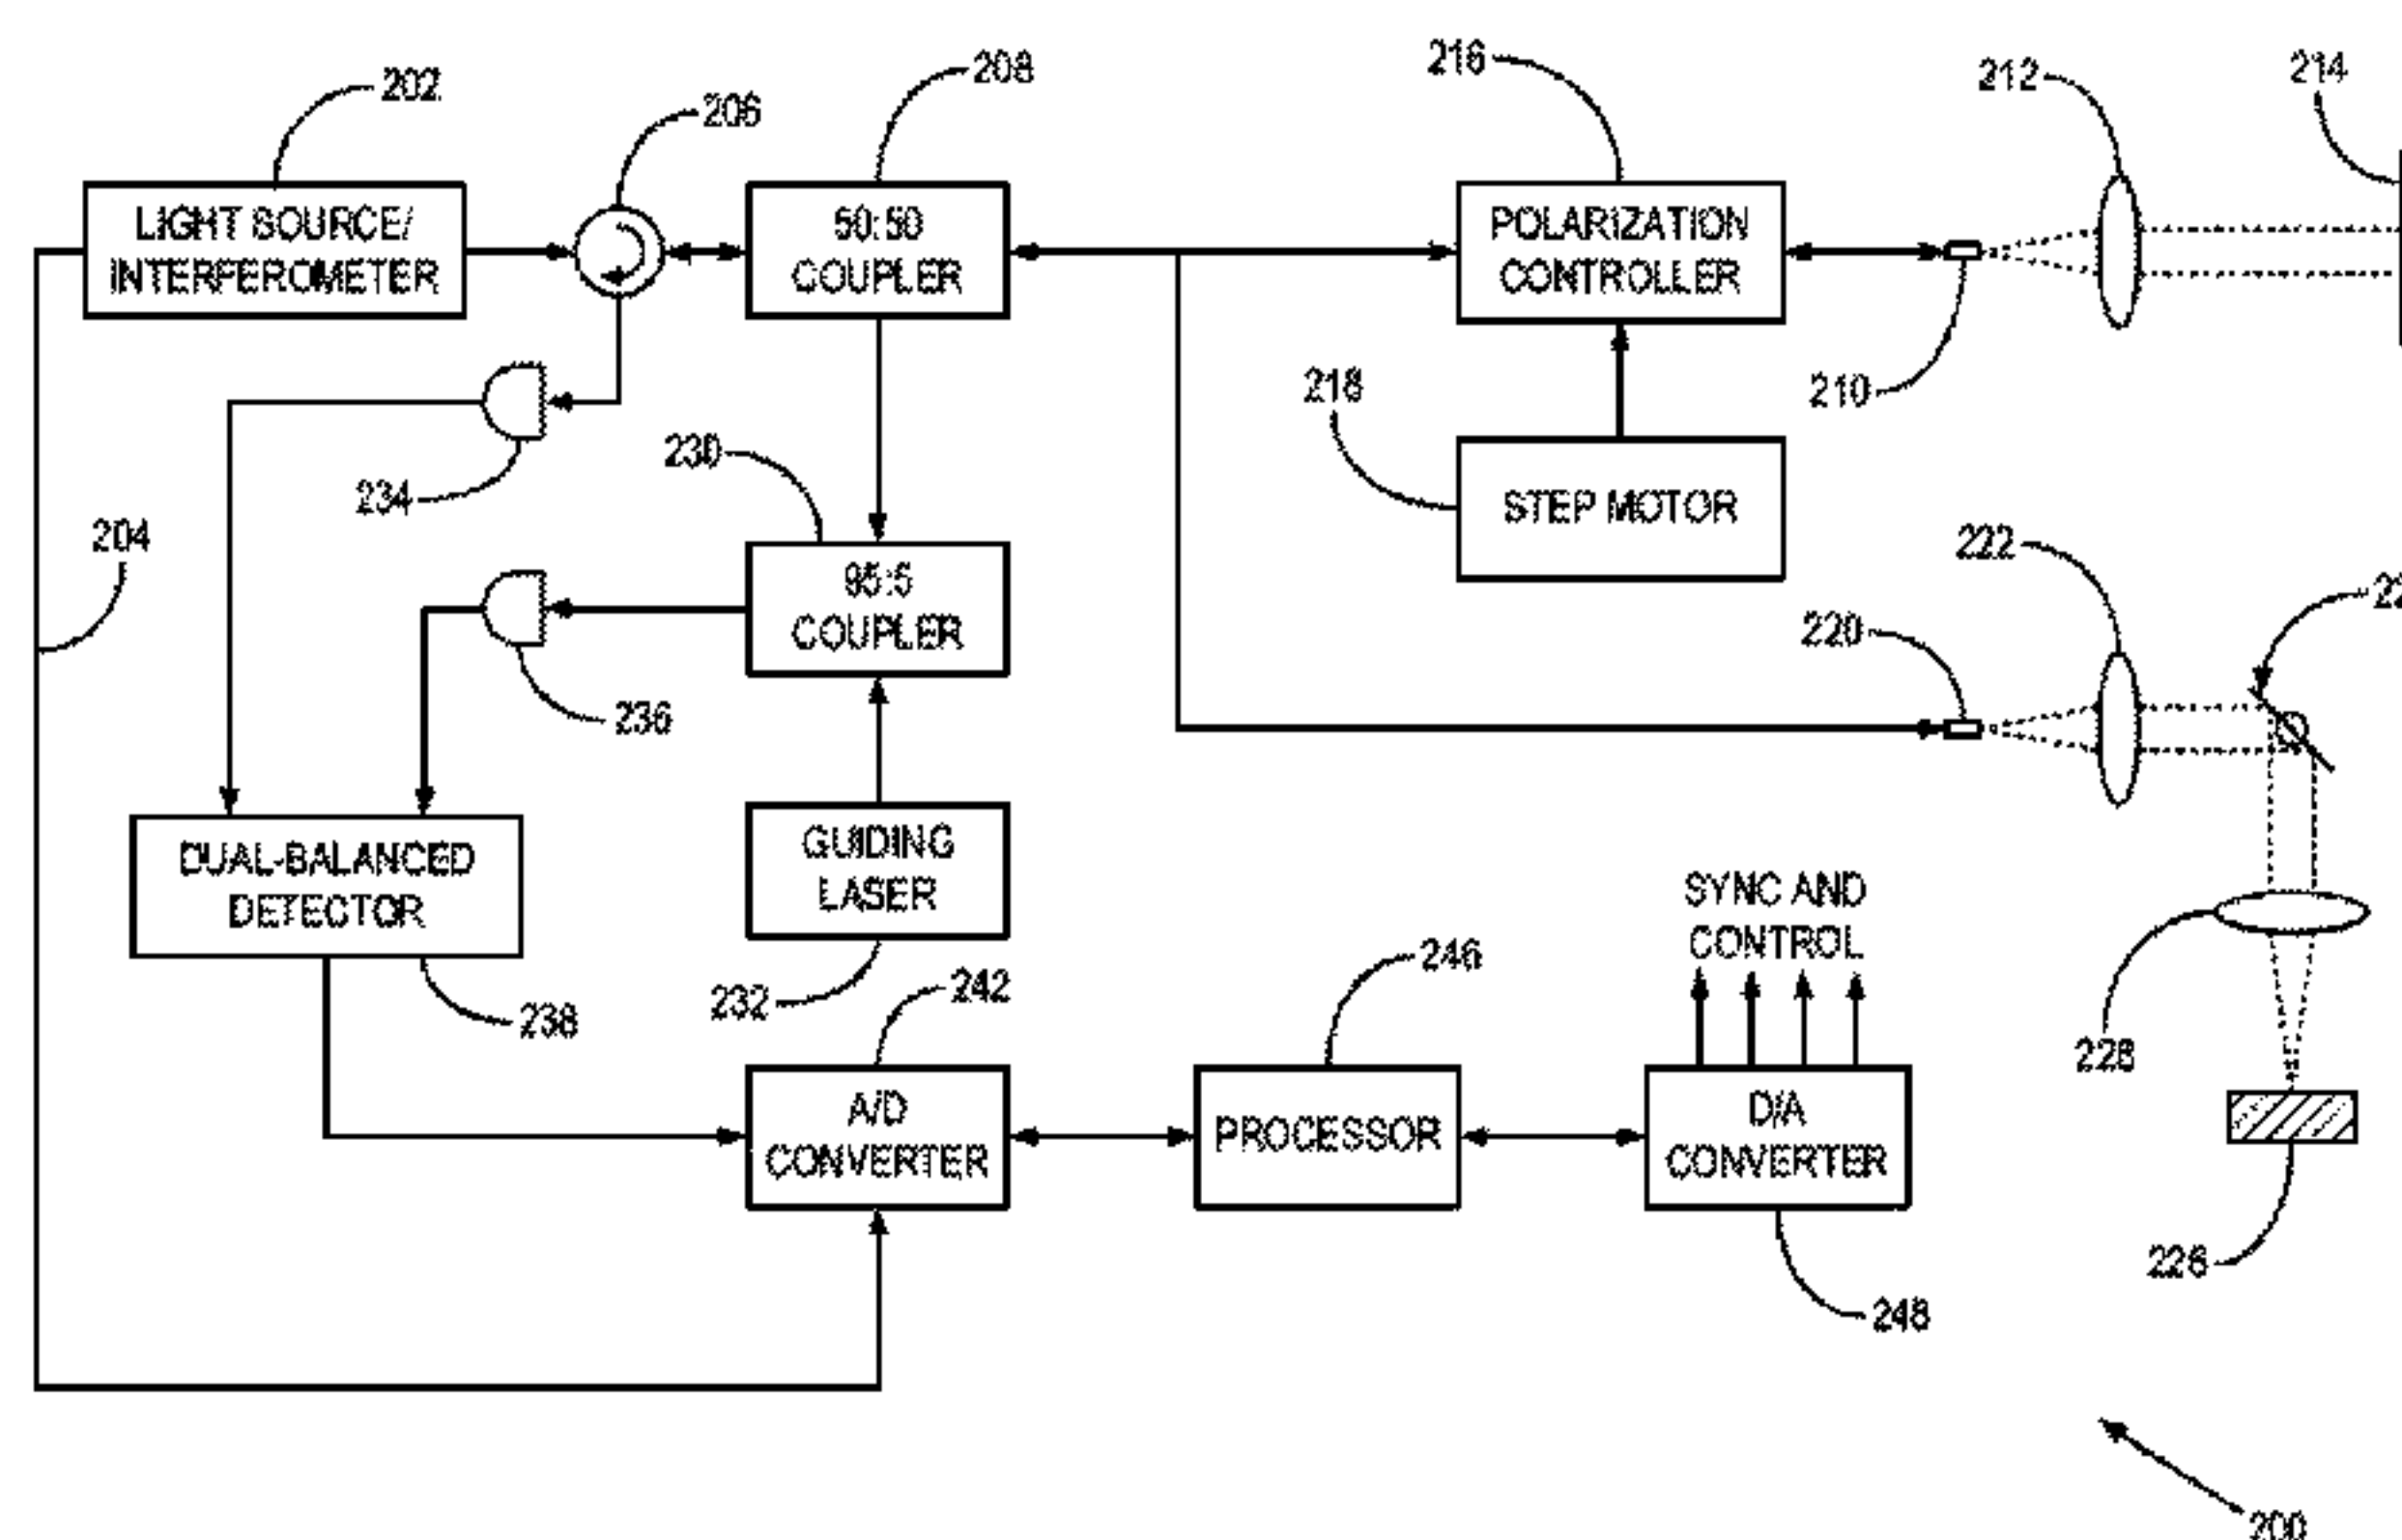 202
206
208
216
212
214
LIGHT SOURCE/
INTERFEROMETER
50:50
COUPLER
POLARIZATION
CONTROLLER
210
218
234
230
STEP MOTOR
204
95:5
COUPLER
222
220
236
DUAL-BALANCED
DETECTOR
GUIDING
LASER
SYNC AND
CONTROL
238
232
242
246
228
A/D
CONVERTER
PROCESSOR
D/A
CONVERTER
226
248
200